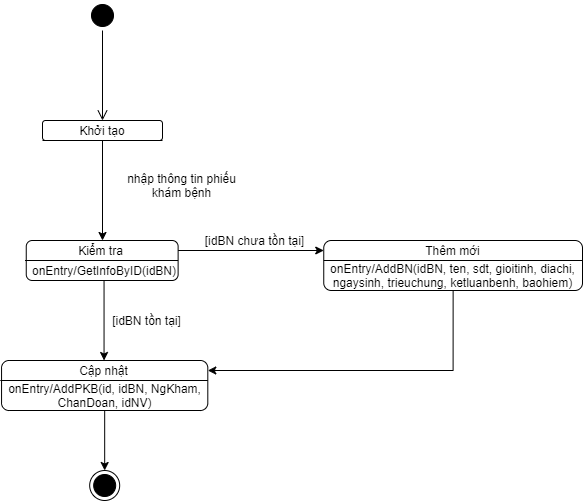 Khởi tạo
nhập thông tin phiếu
khám bệnh
Kiểm tra
onEntry/GetInfoByID(idBN)
[idBN chưa tồn tại]
Thêm mới
onEntry/AddBN(idBN, ten, sdt, gioitinh, diachi,
ngaysinh, trieuchung, ketluanbenh, baohiem)
[idBN tồn tại]
Cập nhật
onEntry/AddPKB(id, idBN, NgKham,
ChanDoan, idNV)